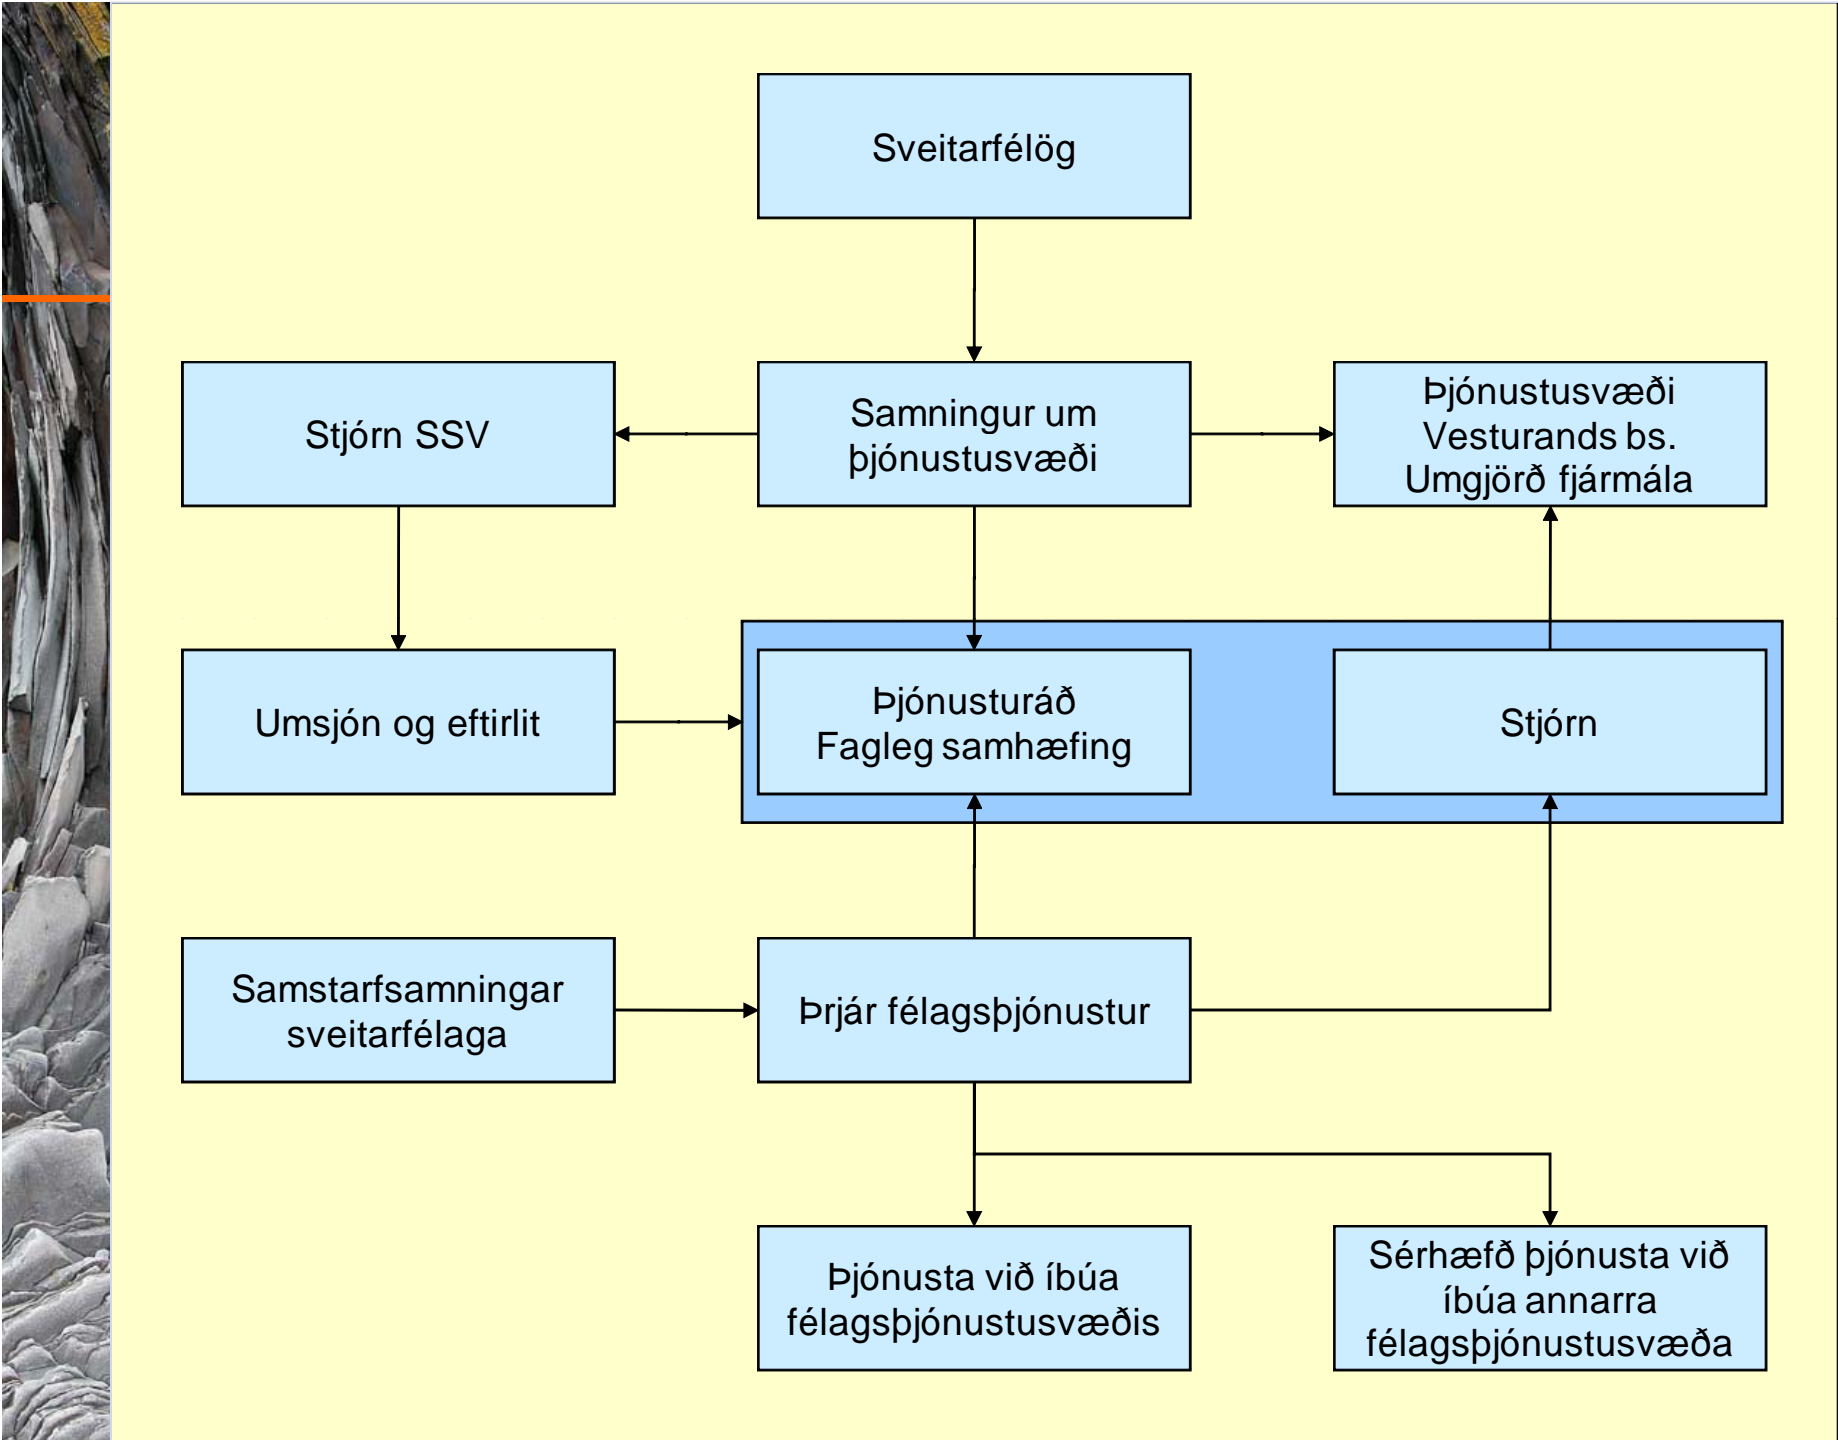 Sveitarfélög
Stjórn SSV
Samningur um
þjónustusvæði
Þjónustusvæði
Vesturands bs.
Umgjörð fjármála
Umsjón og eftirlit
Þjónusturáð
Fagleg samhæfing
Stjórn
Samstarfsamningar
sveitarfélaga
Þrjár félagsþjónustur
Þjónusta við íbúa
félagsþjónustusvæðis
Sérhæfð þjónusta við
íbúa annarra
félagsþjónustusvæða